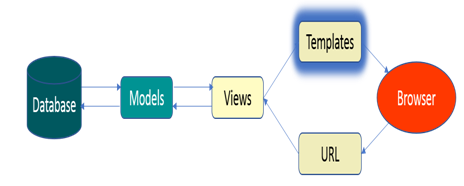 Templates
Database
Models
Views
Browser
URL